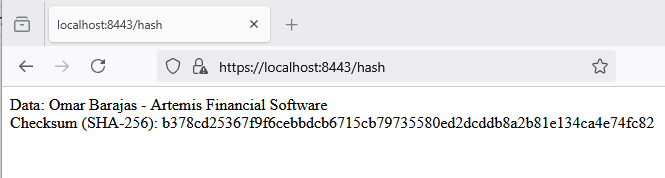 localhost:8443/hash
https://localhost:8443/hash
Data: Omar Barajas - Artemis Financial Software
Checksum (SHA-256): b378cd25367f9f6cebbdcb6715cb79735580ed2dcddb8a2b81e134ca4e74fc82